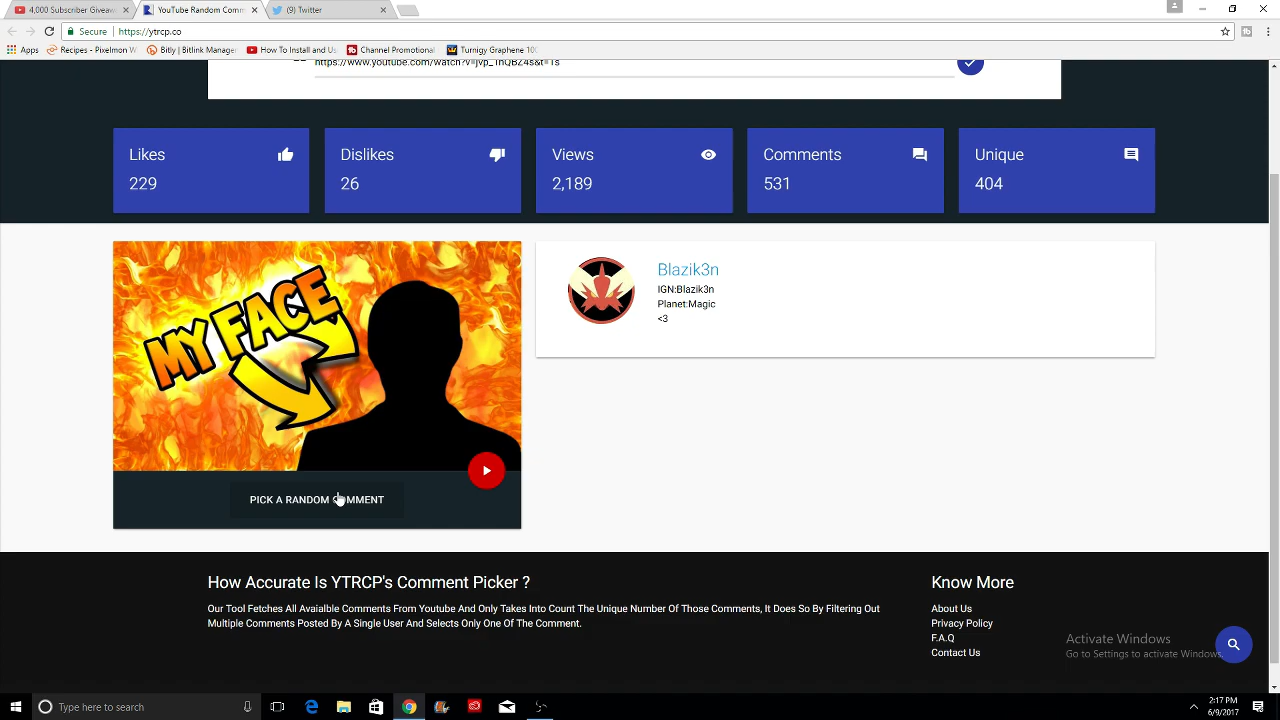 4,000 Subscriber Giveaw
YouTube Random Comm
(9) Twitter
Secure
https://ytrcp.co
Apps
Recipes - Pixelmon W
Bitly | Bitlink Manager
How To Install and Us
Channel Promotional
Turnigy Graphene 100
Likes
229
Dislikes
26
Views
2,189
Comments
531
Unique
404
MY FACE
PICK A RANDOM COMMENT
Blazik3n
IGN:Blazik3n
Planet:Magic
<3
How Accurate Is YTRCP's Comment Picker ?
Our Tool Fetches All Avaialble Comments From Youtube And Only Takes Into Count The Unique Number Of Those Comments, It Does So By Filtering Out
Multiple Comments Posted By A Single User And Selects Only One Of The Comment.
Know More
About Us
Privacy Policy
F.A.Q
Contact Us
Activate Windows
Go to Settings to activate Windows.
Type here to search
2:17 PM
6/9/2017